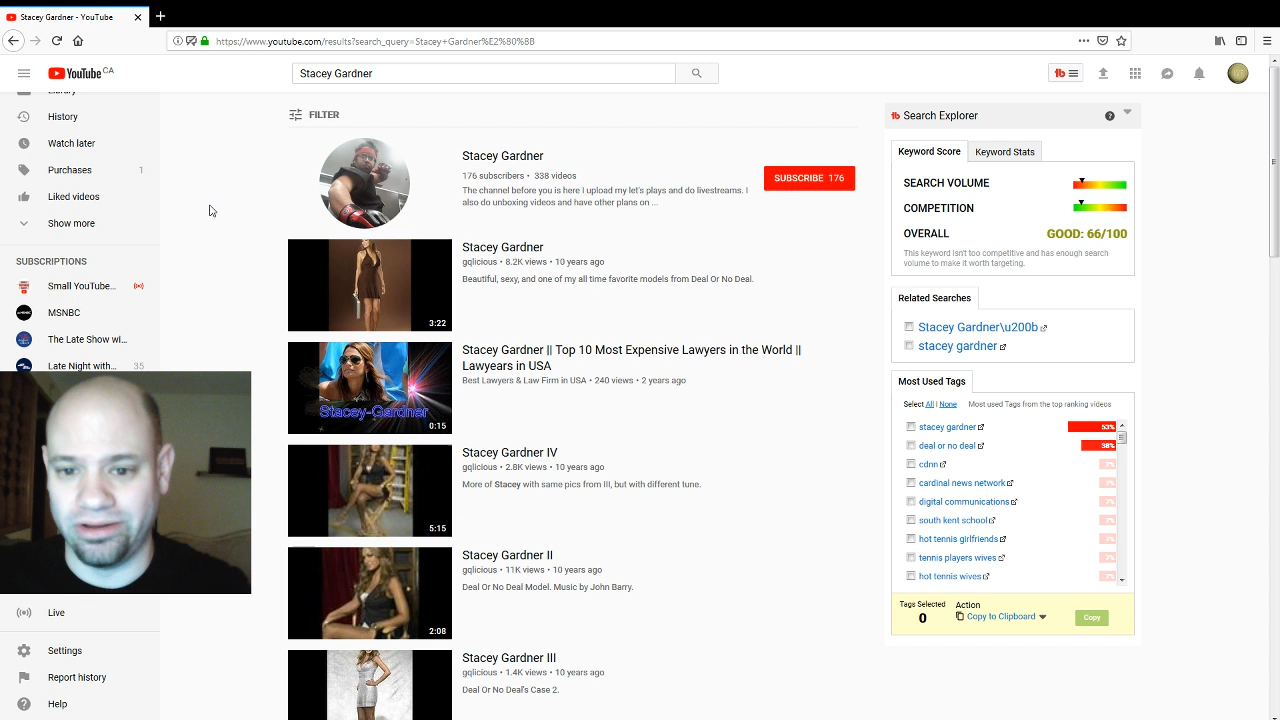 Stacey Gardner - YouTube
https://www.youtube.com/results?search_query=Stacey+Gardner%E2%80%8B
YouTube CA
Stacey Gardner
tb
Library
History
Watch later
Purchases 1
Liked videos
Show more
SUBSCRIPTIONS
Small YouTube...
MSNBC
The Late Show wi...
Late Night with... 35
Live
Settings
Report history
Help
FILTER
Stacey Gardner
176 subscribers • 338 videos
The channel before you is here I upload my let's plays and do livestreams. I
also do unboxing videos and have other plans on ...
SUBSCRIBE 176
Stacey Gardner
gqlicious • 8.2K views • 10 years ago
Beautiful, sexy, and one of my all time favorite models from Deal Or No Deal.
3:22
Stacey Gardner || Top 10 Most Expensive Lawyers in the World ||
Lawyears in USA
Best Lawyers & Law Firm in USA • 240 views • 2 years ago
Stacey-Gardner
0:15
Stacey Gardner IV
gqlicious • 2.8K views • 10 years ago
More of Stacey with same pics from III, but with different tune.
5:15
Stacey Gardner II
gqlicious • 11K views • 10 years ago
Deal Or No Deal Model. Music by John Barry.
2:08
Stacey Gardner III
gqlicious • 1.4K views • 10 years ago
Deal Or No Deal's Case 2.
tb Search Explorer
Keyword Score Keyword Stats
SEARCH VOLUME
COMPETITION
OVERALL GOOD: 66/100
This keyword isn't too competitive and has enough search
volume to make it worth targeting.
Related Searches
Stacey Gardner\u200b
stacey gardner
Most Used Tags
Select All | None Most used Tags from the top ranking videos
stacey gardner 53%
deal or no deal 38%
cdnn 7%
cardinal news network 7%
digital communications 7%
south kent school 7%
hot tennis girlfriends 7%
tennis players wives 7%
hot tennis wives 7%
Tags Selected
0
Action
Copy to Clipboard
Copy